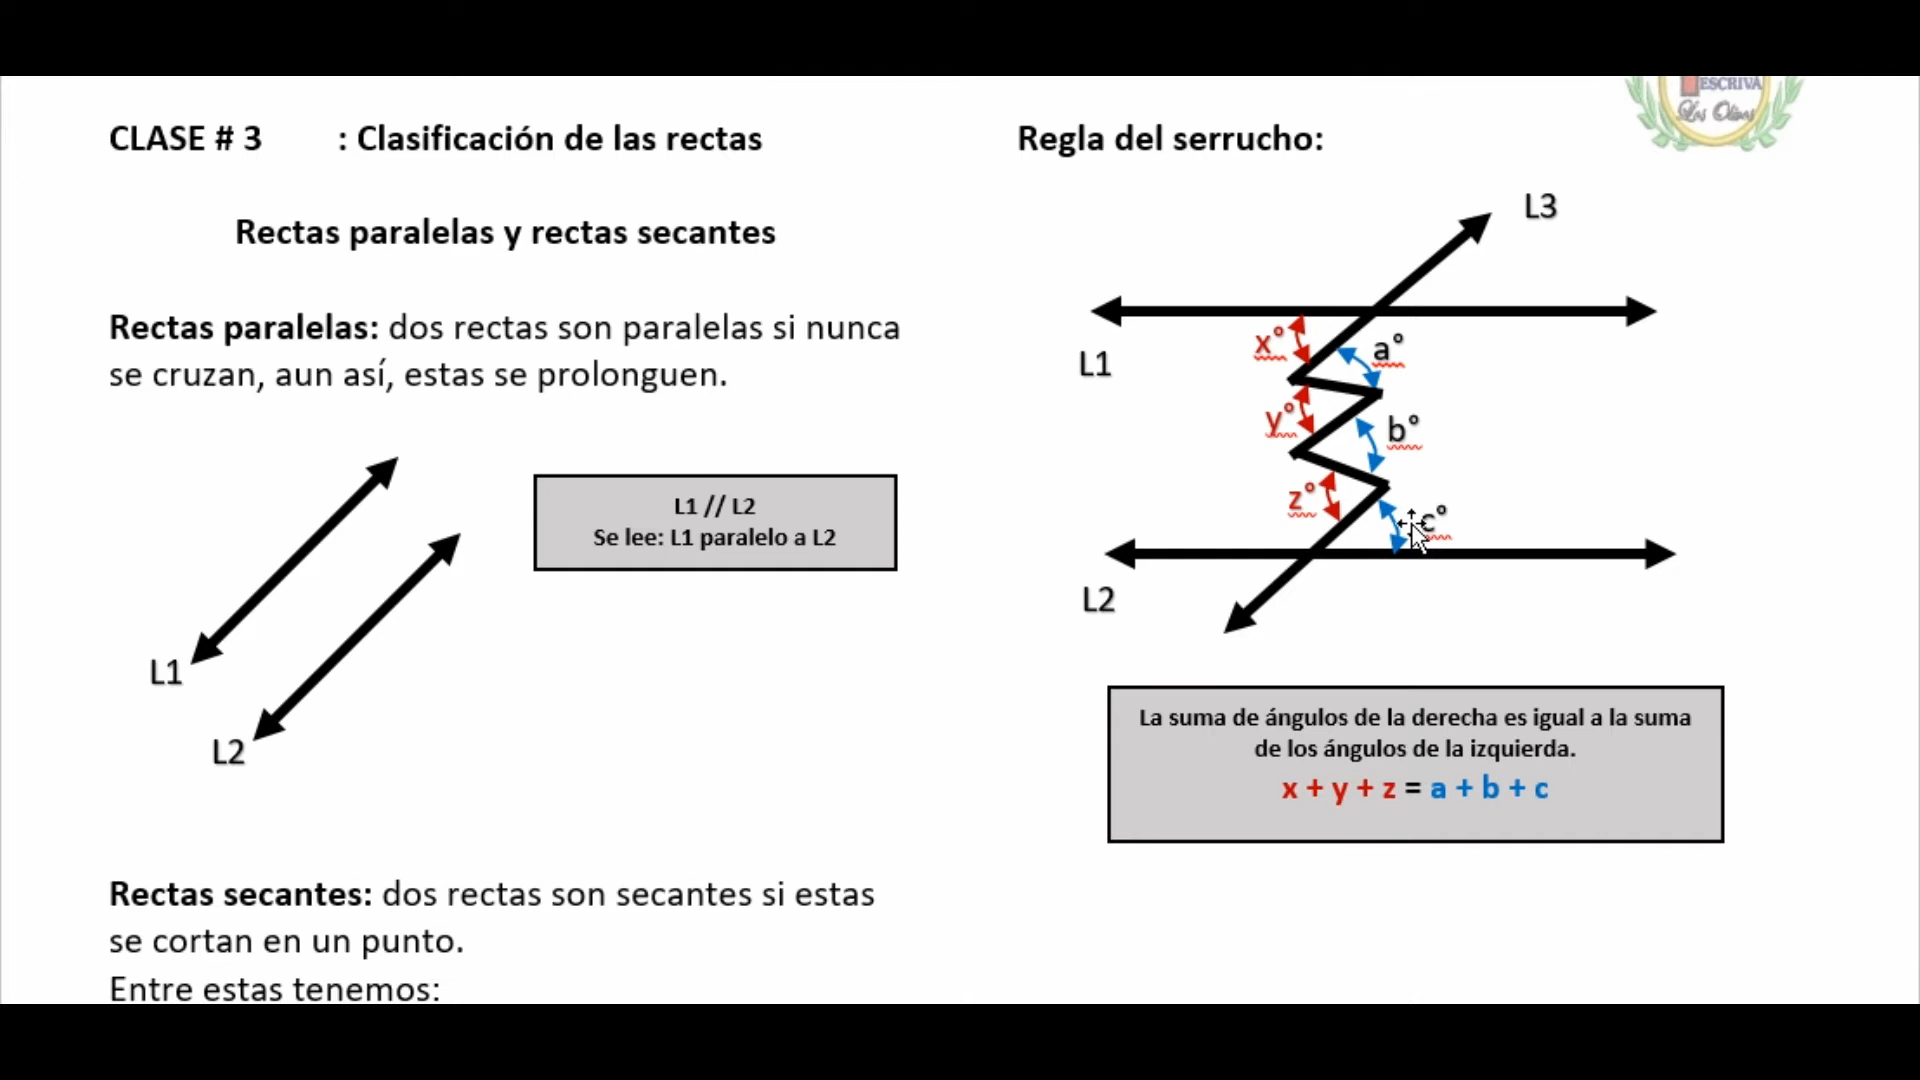 CLASE # 3 : Clasificación de las rectas
Rectas paralelas y rectas secantes
Rectas paralelas: dos rectas son paralelas si nunca
se cruzan, aun así, estas se prolonguen.
L1 // L2
Se lee: L1 paralelo a L2
L1
L2
Rectas secantes: dos rectas son secantes si estas
se cortan en un punto.
Entre estas tenemos:
ESCRIVÁ
Los Olivos
Regla del serrucho:
L3
L1
x°
a°
y°
b°
z°
c°
L2
La suma de ángulos de la derecha es igual a la suma
de los ángulos de la izquierda.
x + y + z = a + b + c